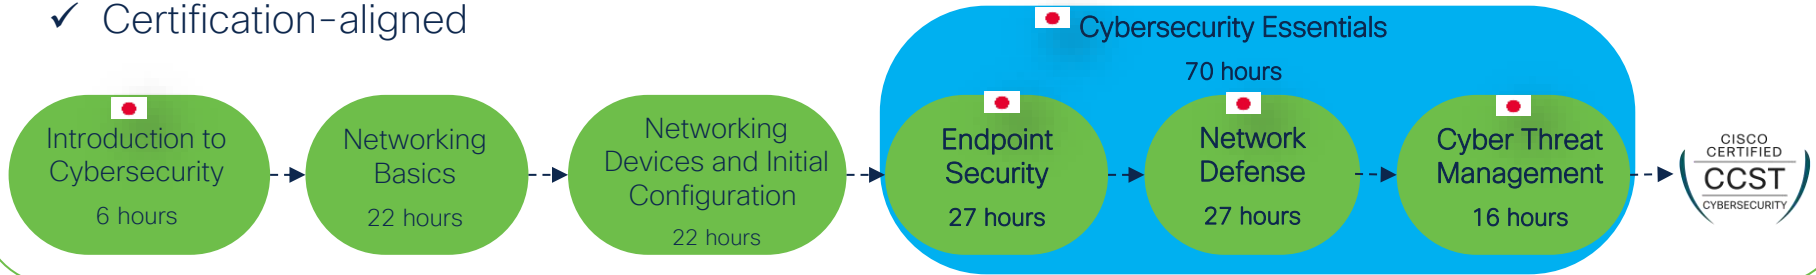 ✓ Certification-aligned
Introduction to
Cybersecurity
6 hours
Networking
Basics
22 hours
Networking
Devices and Initial
Configuration
22 hours
Cybersecurity Essentials
70 hours
Endpoint
Security
27 hours
Network
Defense
27 hours
Cyber Threat
Management
16 hours
CISCO
CERTIFIED
CCST
CYBERSECURITY